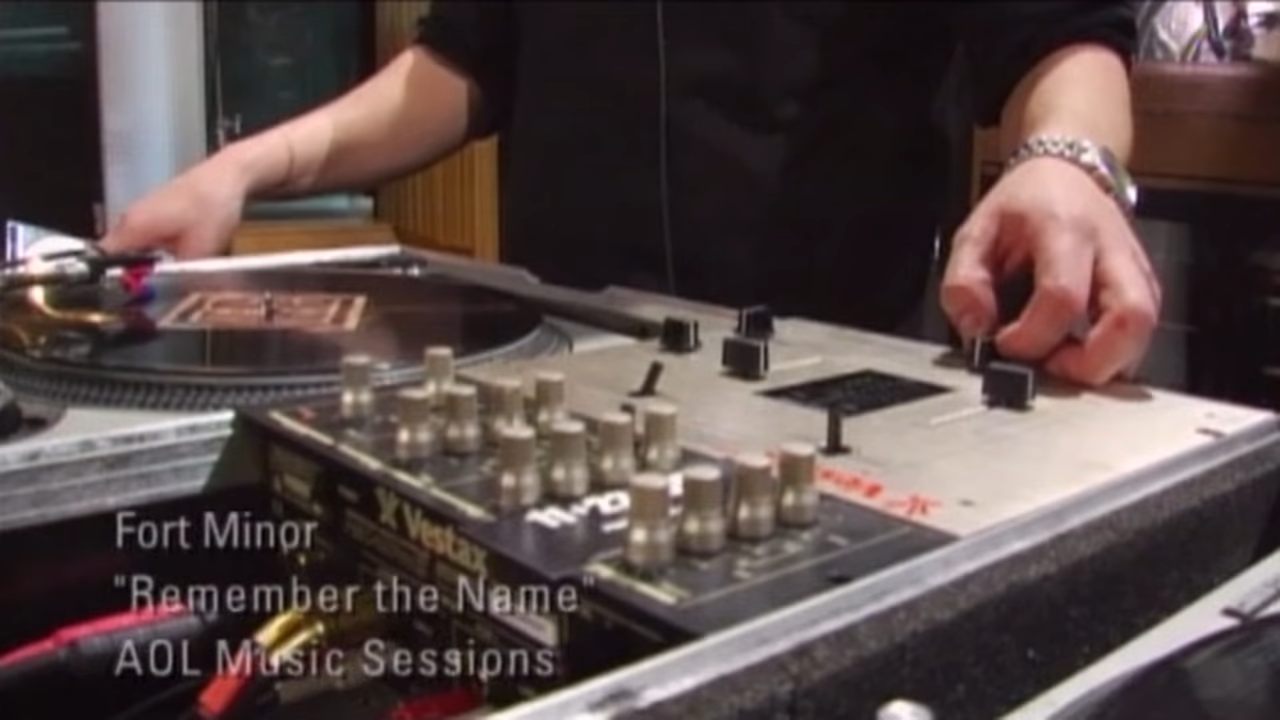 Fort Minor
"Remember the Name"
AOL Music Sessions
Vestax